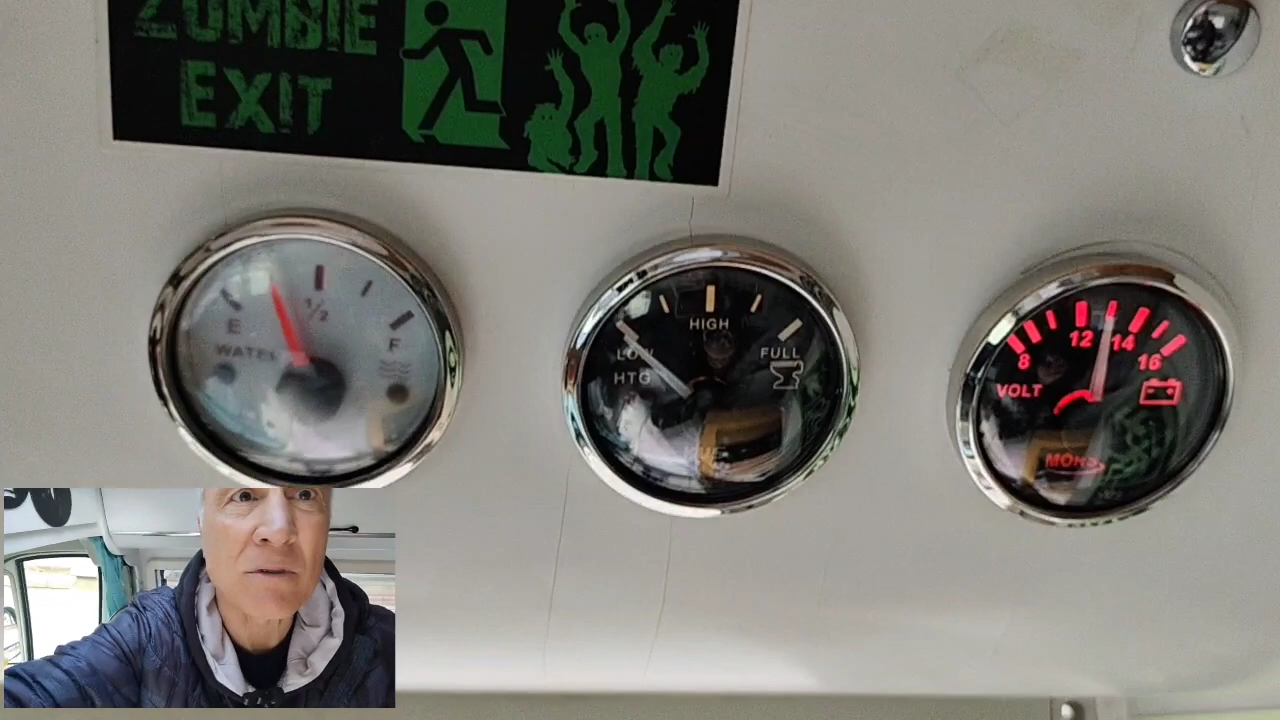 ZOMBIE
EXIT
1/2
E
F
WATER
HIGH
LOW
FULL
HTG
12
14
8
16
VOLT